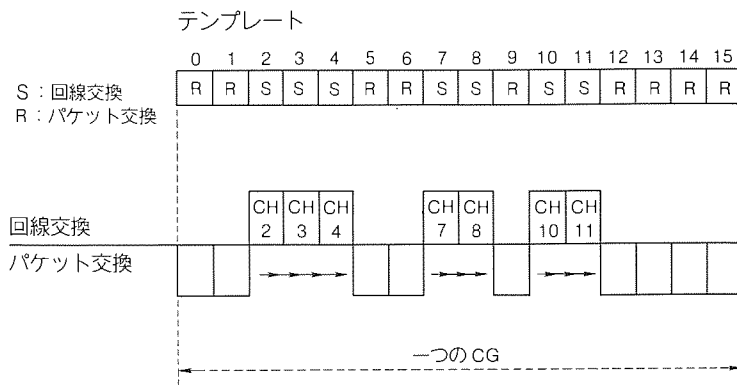 テンプレート
0 1 2 3 4 5 6 7 8 9 10 11 12 13 14 15
R R S S S R R S S R S S R R R R
S：回線交換
R：パケット交換
CH CH CH CH CH CH CH
2 3 4 7 8 10 11
回線交換
パケット交換
一つのCG